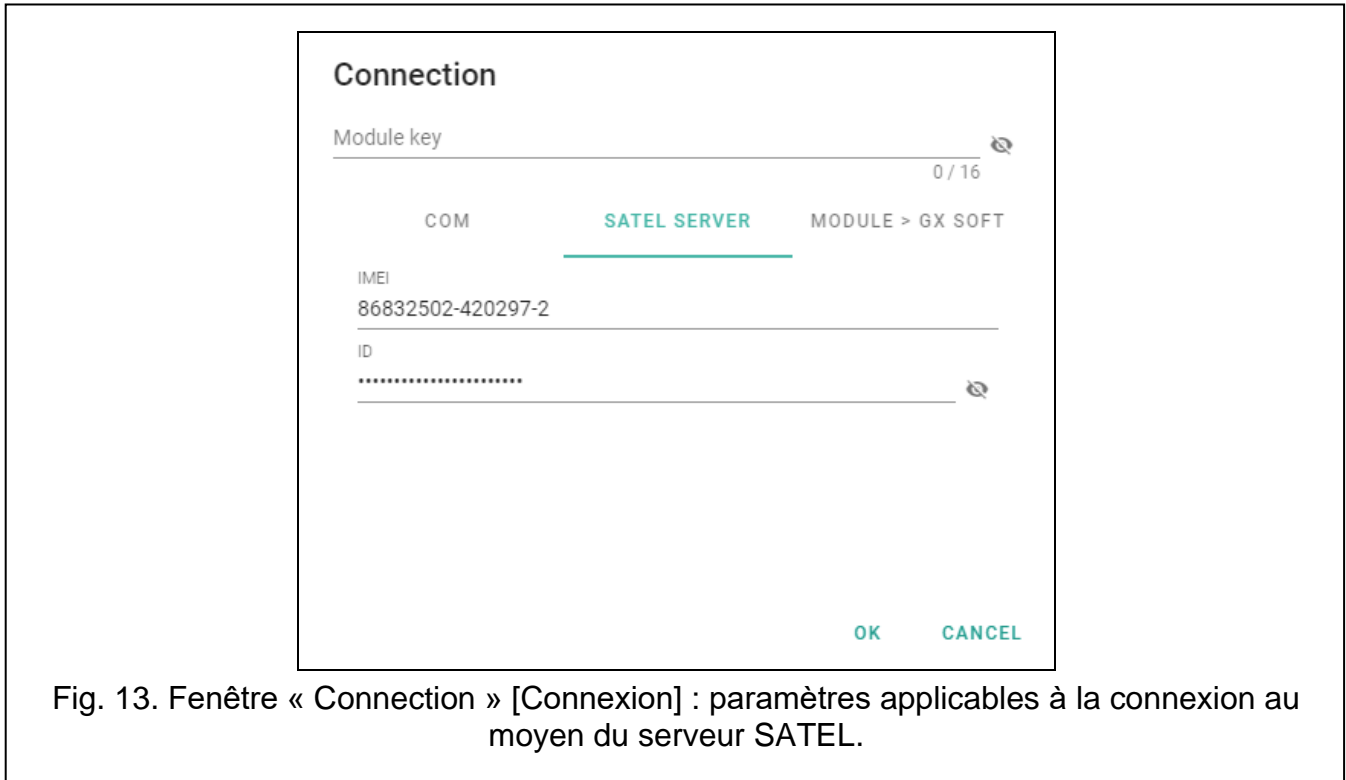 Connection
Module key
0 / 16
COM SATEL SERVER MODULE > GX SOFT
IMEI
86832502-420297-2
ID
•••••••••••••••••••••••
OK CANCEL
Fig. 13. Fenêtre « Connection » [Connexion] : paramètres applicables à la connexion au
moyen du serveur SATEL.